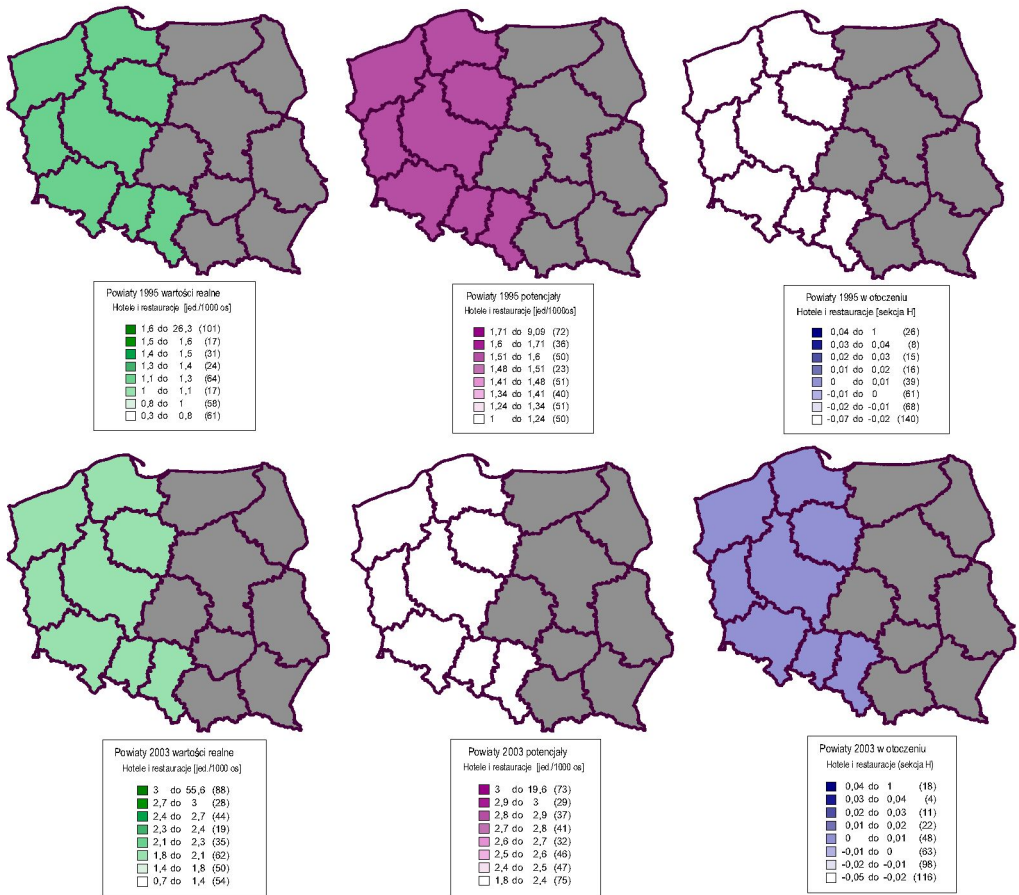 Powiaty 1995 wartości realne
Hotele i restauracje [jed./1000 os]
1,6 do 26,3 (101)
1,5 do 1,6 (17)
1,4 do 1,5 (31)
1,3 do 1,4 (24)
1,1 do 1,3 (64)
1 do 1,1 (17)
0,8 do 1 (58)
0,3 do 0,8 (61)
Powiaty 1995 potencjały
Hotele i restauracje [jed/1000os]
1,71 do 9,09 (72)
1,6 do 1,71 (36)
1,51 do 1,6 (50)
1,48 do 1,51 (23)
1,41 do 1,48 (51)
1,34 do 1,41 (40)
1,24 do 1,34 (51)
1 do 1,24 (50)
Powiaty 1995 w otoczeniu
Hotele i restauracje [sekcja H]
0,04 do 1 (26)
0,03 do 0,04 (8)
0,02 do 0,03 (15)
0,01 do 0,02 (16)
0 do 0,01 (39)
-0,01 do 0 (61)
-0,02 do -0,01 (68)
-0,07 do -0,02 (140)
Powiaty 2003 wartości realne
Hotele i restauracje [jed./1000 os]
3 do 55,6 (88)
2,7 do 3 (28)
2,4 do 2,7 (44)
2,3 do 2,4 (19)
2,1 do 2,3 (35)
1,8 do 2,1 (62)
1,4 do 1,8 (50)
0,7 do 1,4 (54)
Powiaty 2003 potencjały
Hotele i restauracje [jed./1000 os]
3 do 19,6 (73)
2,9 do 3 (29)
2,8 do 2,9 (37)
2,7 do 2,8 (41)
2,6 do 2,7 (32)
2,5 do 2,6 (46)
2,4 do 2,5 (47)
1,8 do 2,4 (75)
Powiaty 2003 w otoczeniu
Hotele i restauracje (sekcja H)
0,04 do 1 (18)
0,03 do 0,04 (4)
0,02 do 0,03 (11)
0,01 do 0,02 (22)
0 do 0,01 (48)
-0,01 do 0 (63)
-0,02 do -0,01 (98)
-0,05 do -0,02 (116)